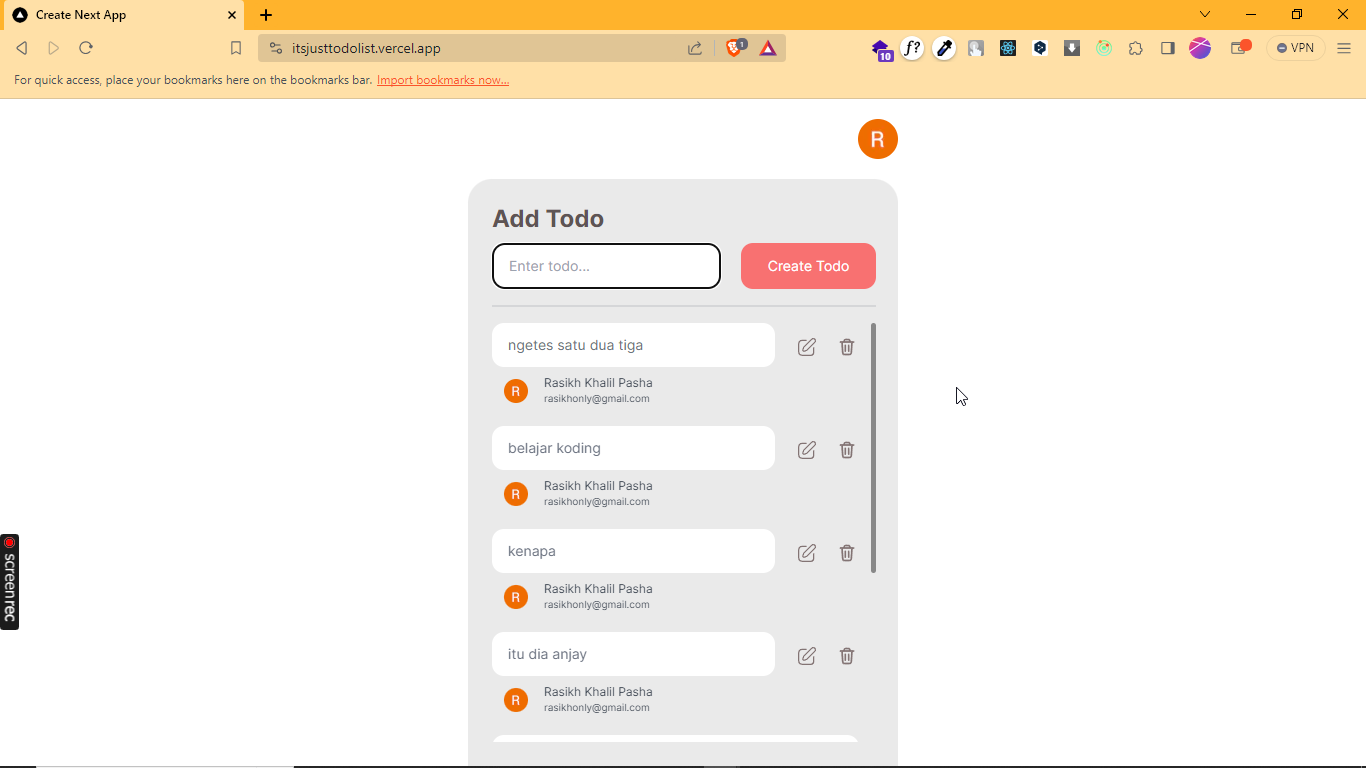 Create Next App
itsjusttodolist.vercel.app
1
10
f?
VPN
For quick access, place your bookmarks here on the bookmarks bar. Import bookmarks now...
R
Add Todo
Enter todo...
Create Todo
ngetes satu dua tiga
R
Rasikh Khalil Pasha
rasikhonly@gmail.com
belajar koding
R
Rasikh Khalil Pasha
rasikhonly@gmail.com
kenapa
R
Rasikh Khalil Pasha
rasikhonly@gmail.com
itu dia anjay
R
Rasikh Khalil Pasha
rasikhonly@gmail.com
screenrec